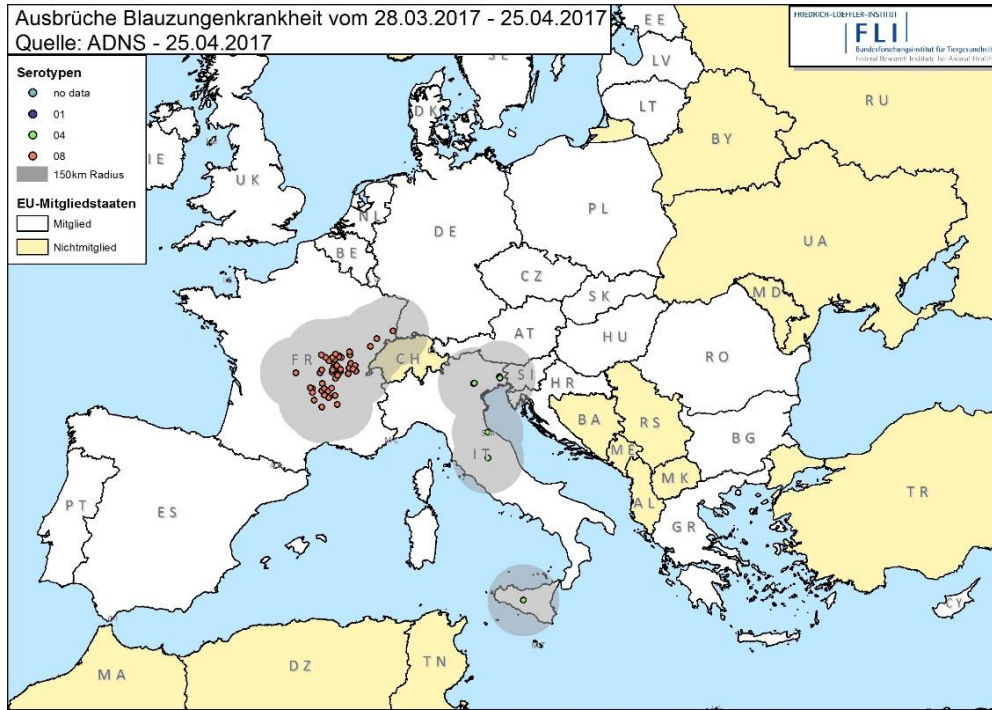 Ausbrüche Blauzungenkrankheit vom 28.03.2017 - 25.04.2017
Quelle: ADNS - 25.04.2017
FRIEDRICH-LOEFFLER-INSTITUT
FLI
Bundesforschungsinstitut für Tiergesundheit
Federal Research Institute for Animal Health
Serotypen
no data
01
04
08
150km Radius
EU-Mitgliedstaaten
Mitglied
Nichtmitglied
EE
SE
LV
RU
DK
LT
IE
BY
UK
NL
PL
DE
BE
UA
CZ
SK
MD
AT
HU
FR
CH
RO
SI
HR
BA
RS
BG
IT
ME
MK
PT
ES
AL
TR
GR
CY
MA
DZ
TN